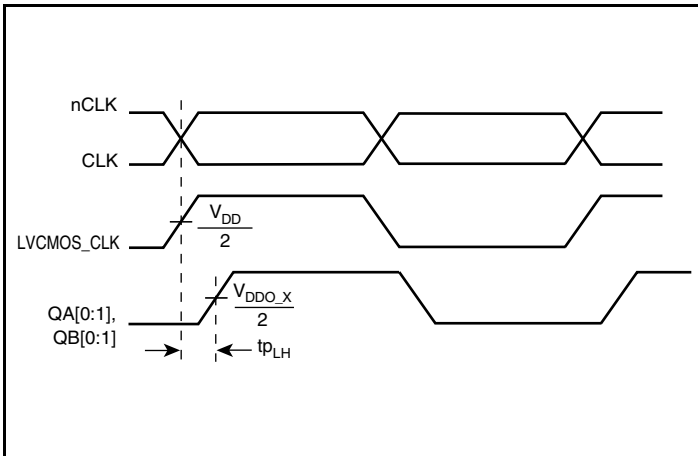 nCLK
CLK
LVCMOS_CLK
V_DD
2
QA[0:1],
QB[0:1]
V_DDO_X
2
tp_LH